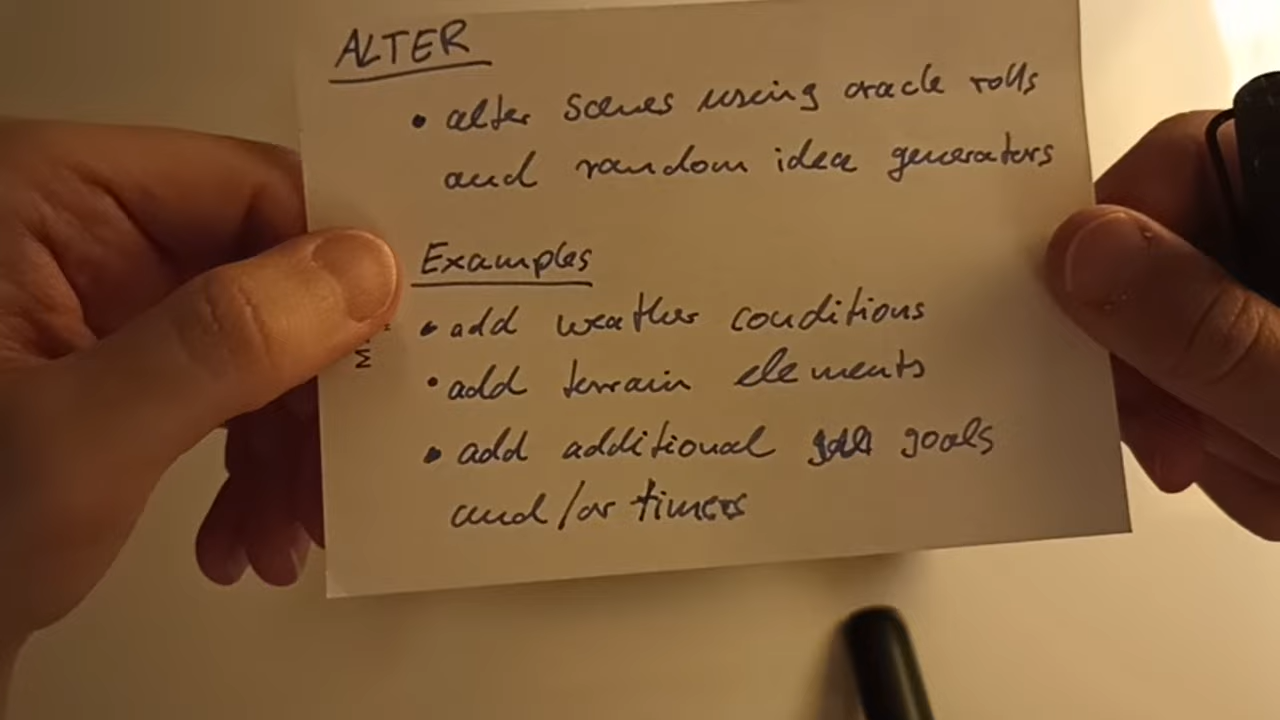 ALTER
• alter scenes using oracle rolls
and random idea generators
Examples
• add weather conditions
• add terrain elements
• add additional goals
and/or timers